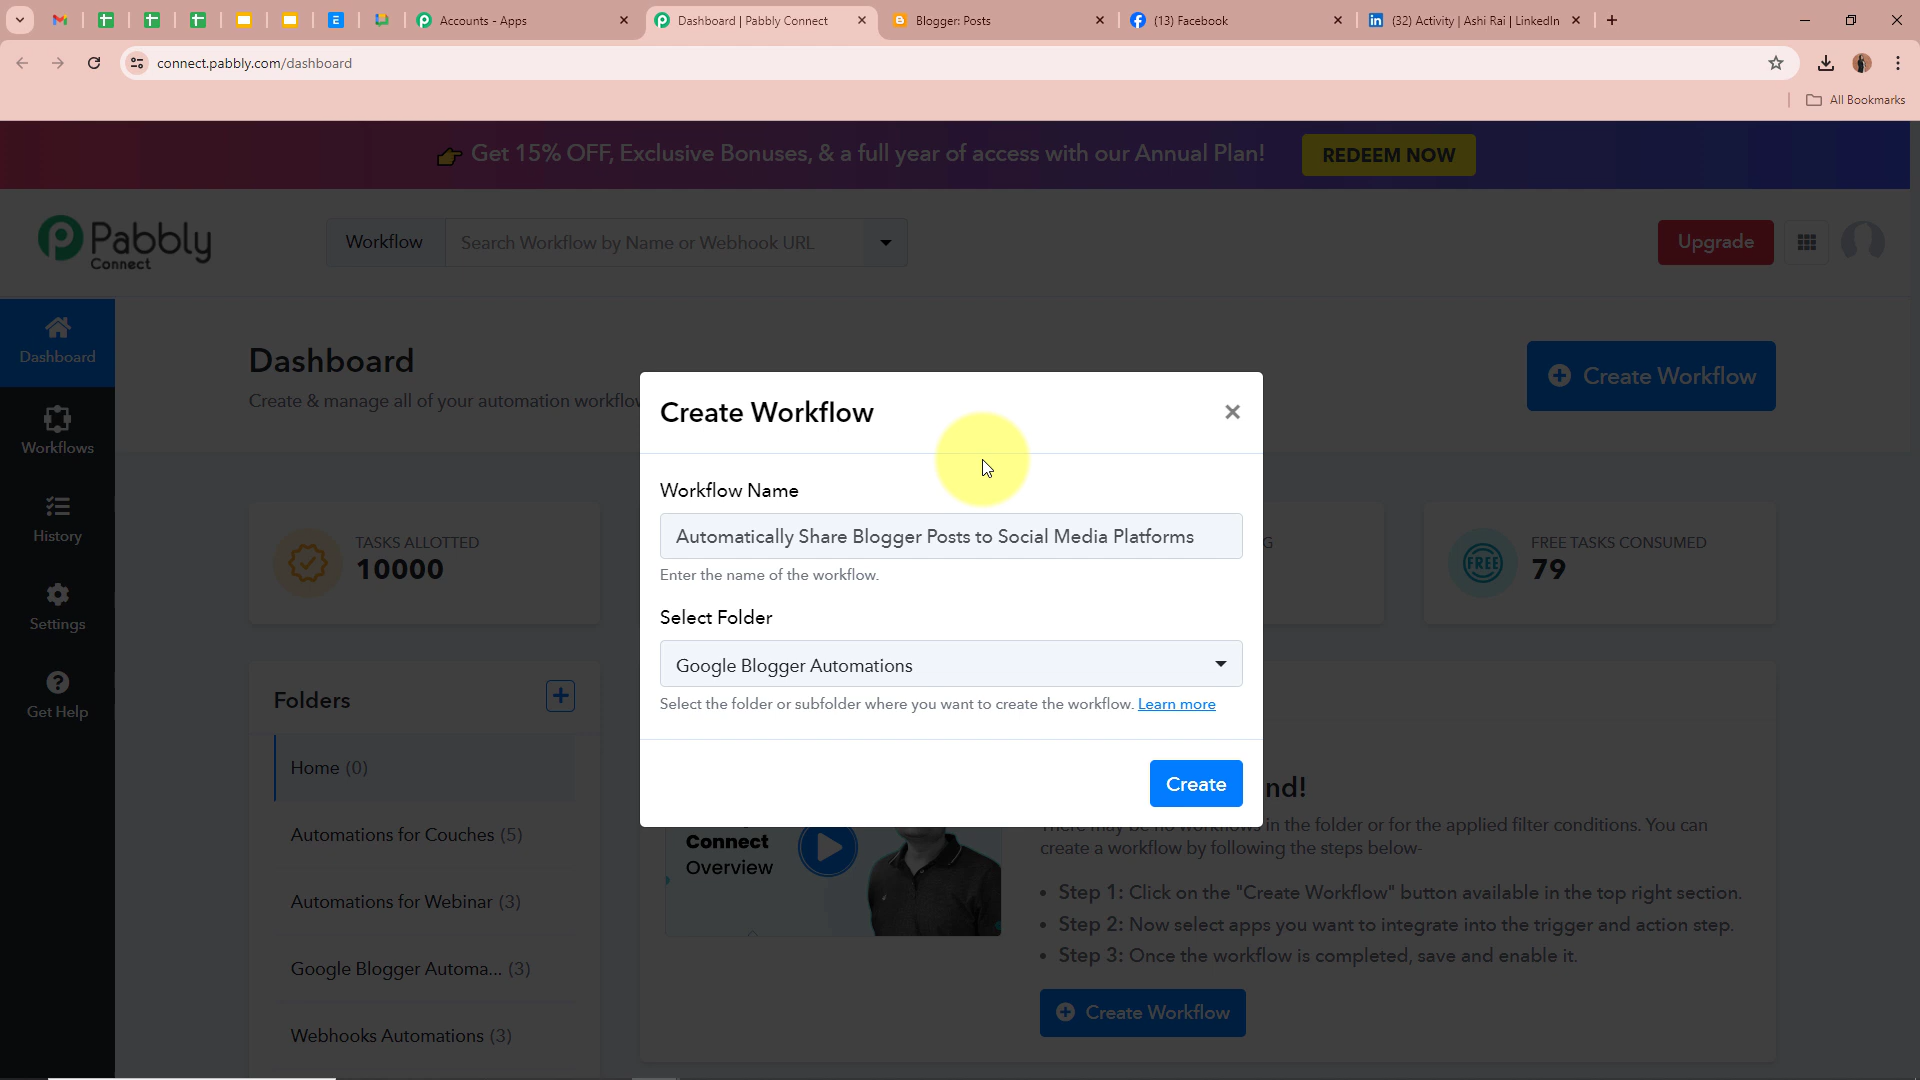 Accounts - Apps
Dashboard | Pabbly Connect
Blogger: Posts
(13) Facebook
(32) Activity | Ashi Rai | LinkedIn
connect.pabbly.com/dashboard
All Bookmarks
Get 15% OFF, Exclusive Bonuses, & a full year of access with our Annual Plan!
REDEEM NOW
Pabbly
Connect
Workflow
Search Workflow by Name or Webhook URL
Upgrade
Dashboard
Workflows
History
Settings
Get Help
Dashboard
Create & manage all of your automation workflow
Create Workflow
TASKS ALLOTTED
10000
G
FREE
FREE TASKS CONSUMED
79
Create Workflow
Workflow Name
Automatically Share Blogger Posts to Social Media Platforms
Enter the name of the workflow.
Select Folder
Google Blogger Automations
Select the folder or subfolder where you want to create the workflow. Learn more
Create
Folders
Home (0)
Automations for Couches (5)
Automations for Webinar (3)
Google Blogger Automa... (3)
Webhooks Automations (3)
Connect
Overview
nd!
There may be no workflows in the folder or for the applied filter conditions. You can
create a workflow by following the steps below-
• Step 1: Click on the "Create Workflow" button available in the top right section.
• Step 2: Now select apps you want to integrate into the trigger and action step.
• Step 3: Once the workflow is completed, save and enable it.
Create Workflow